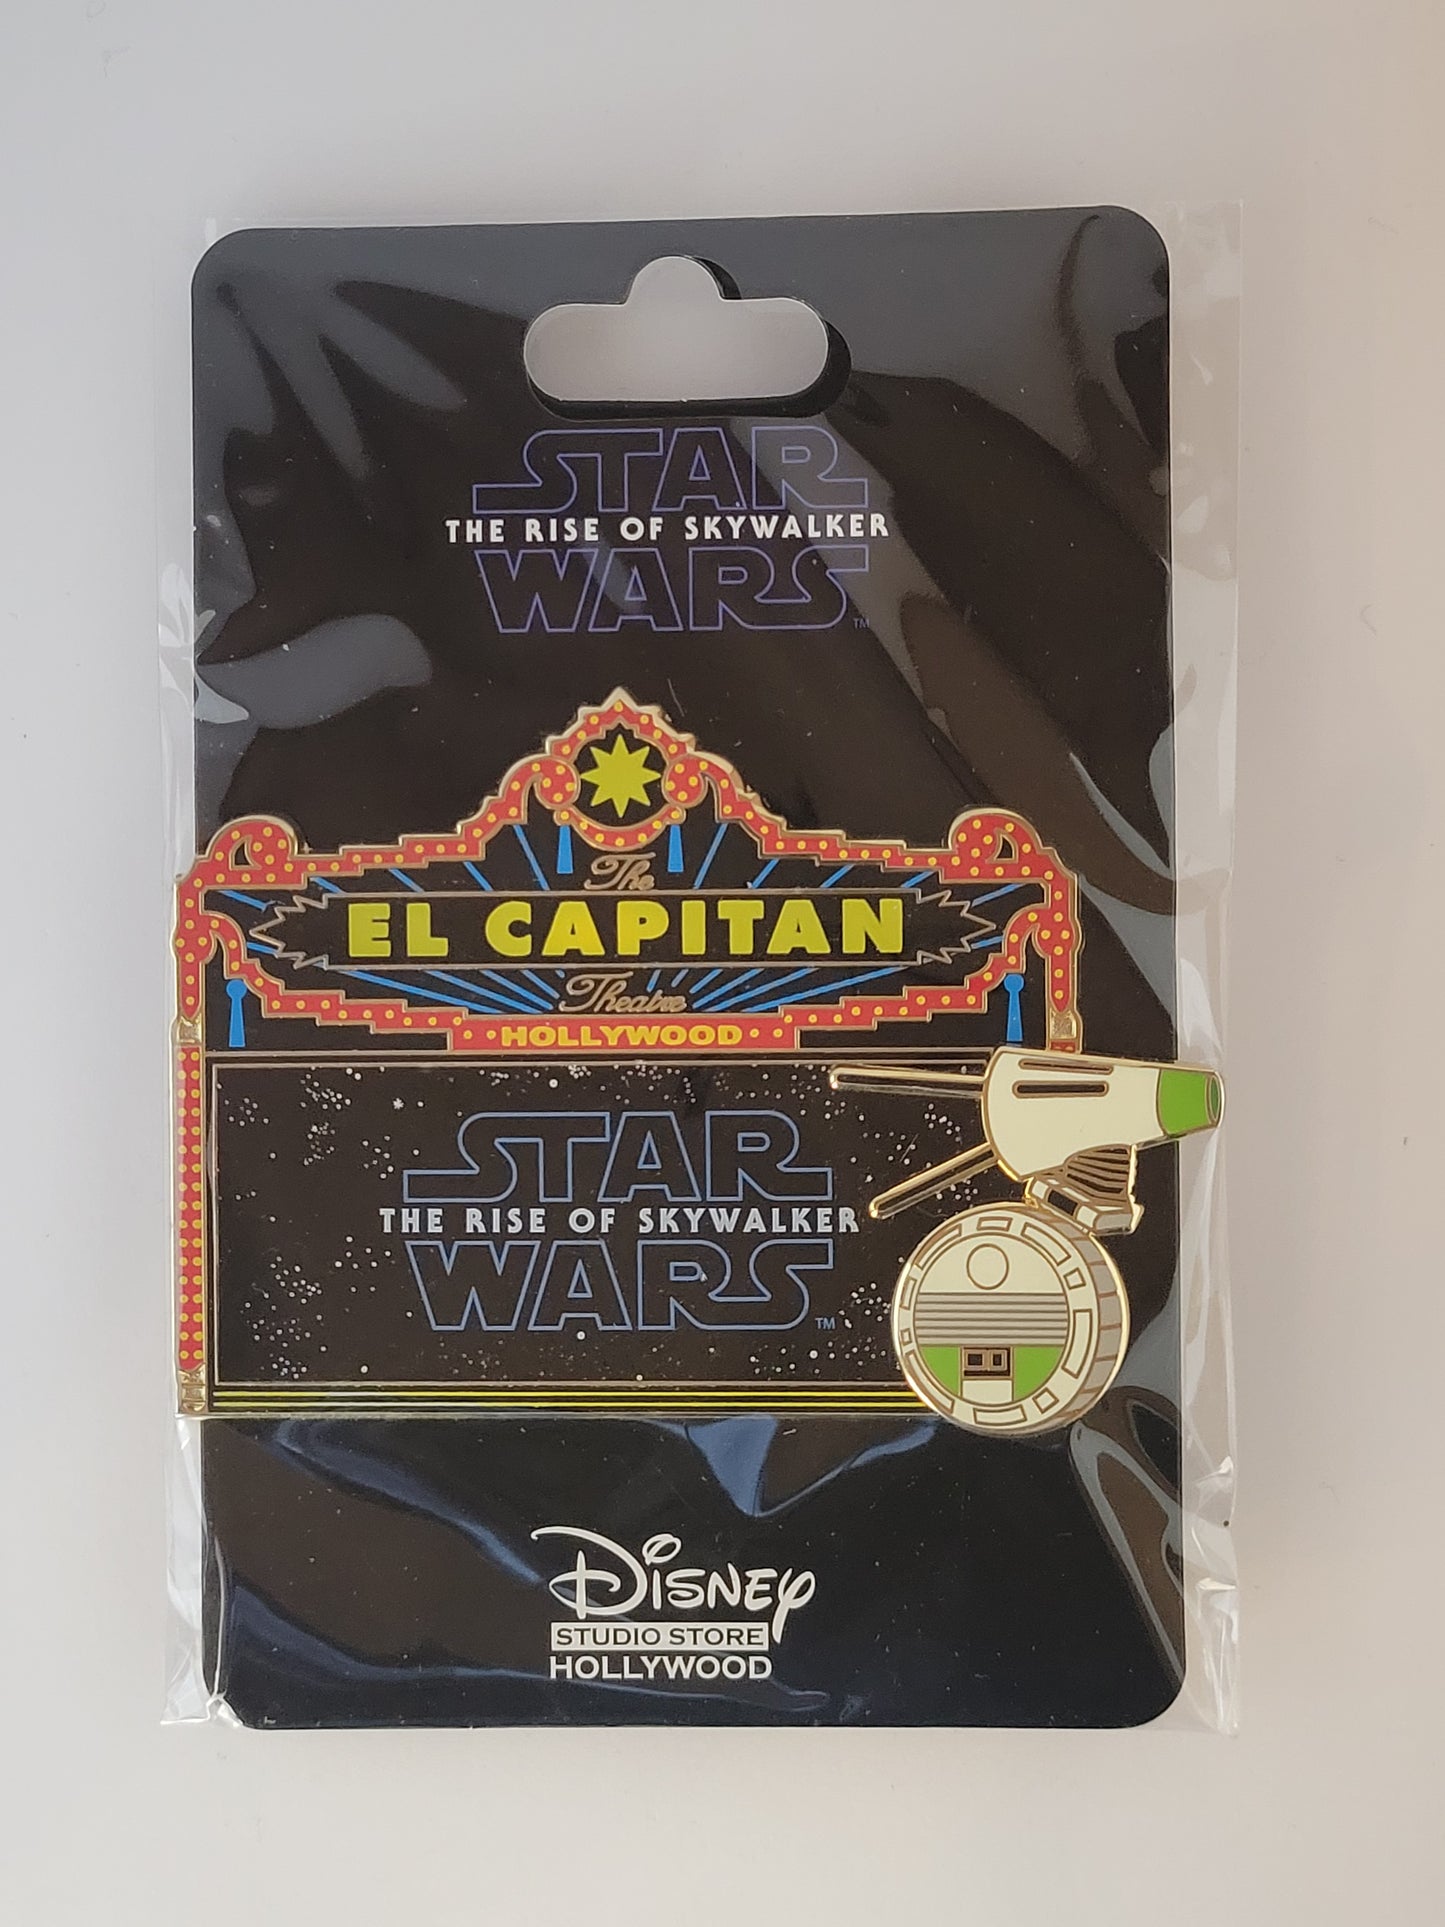 STAR
THE RISE OF SKYWALKER
WARS
TM
The
EL CAPITAN
Theatre
HOLLYWOOD
STAR
THE RISE OF SKYWALKER
WARS
TM
Disney
STUDIO STORE
HOLLYWOOD